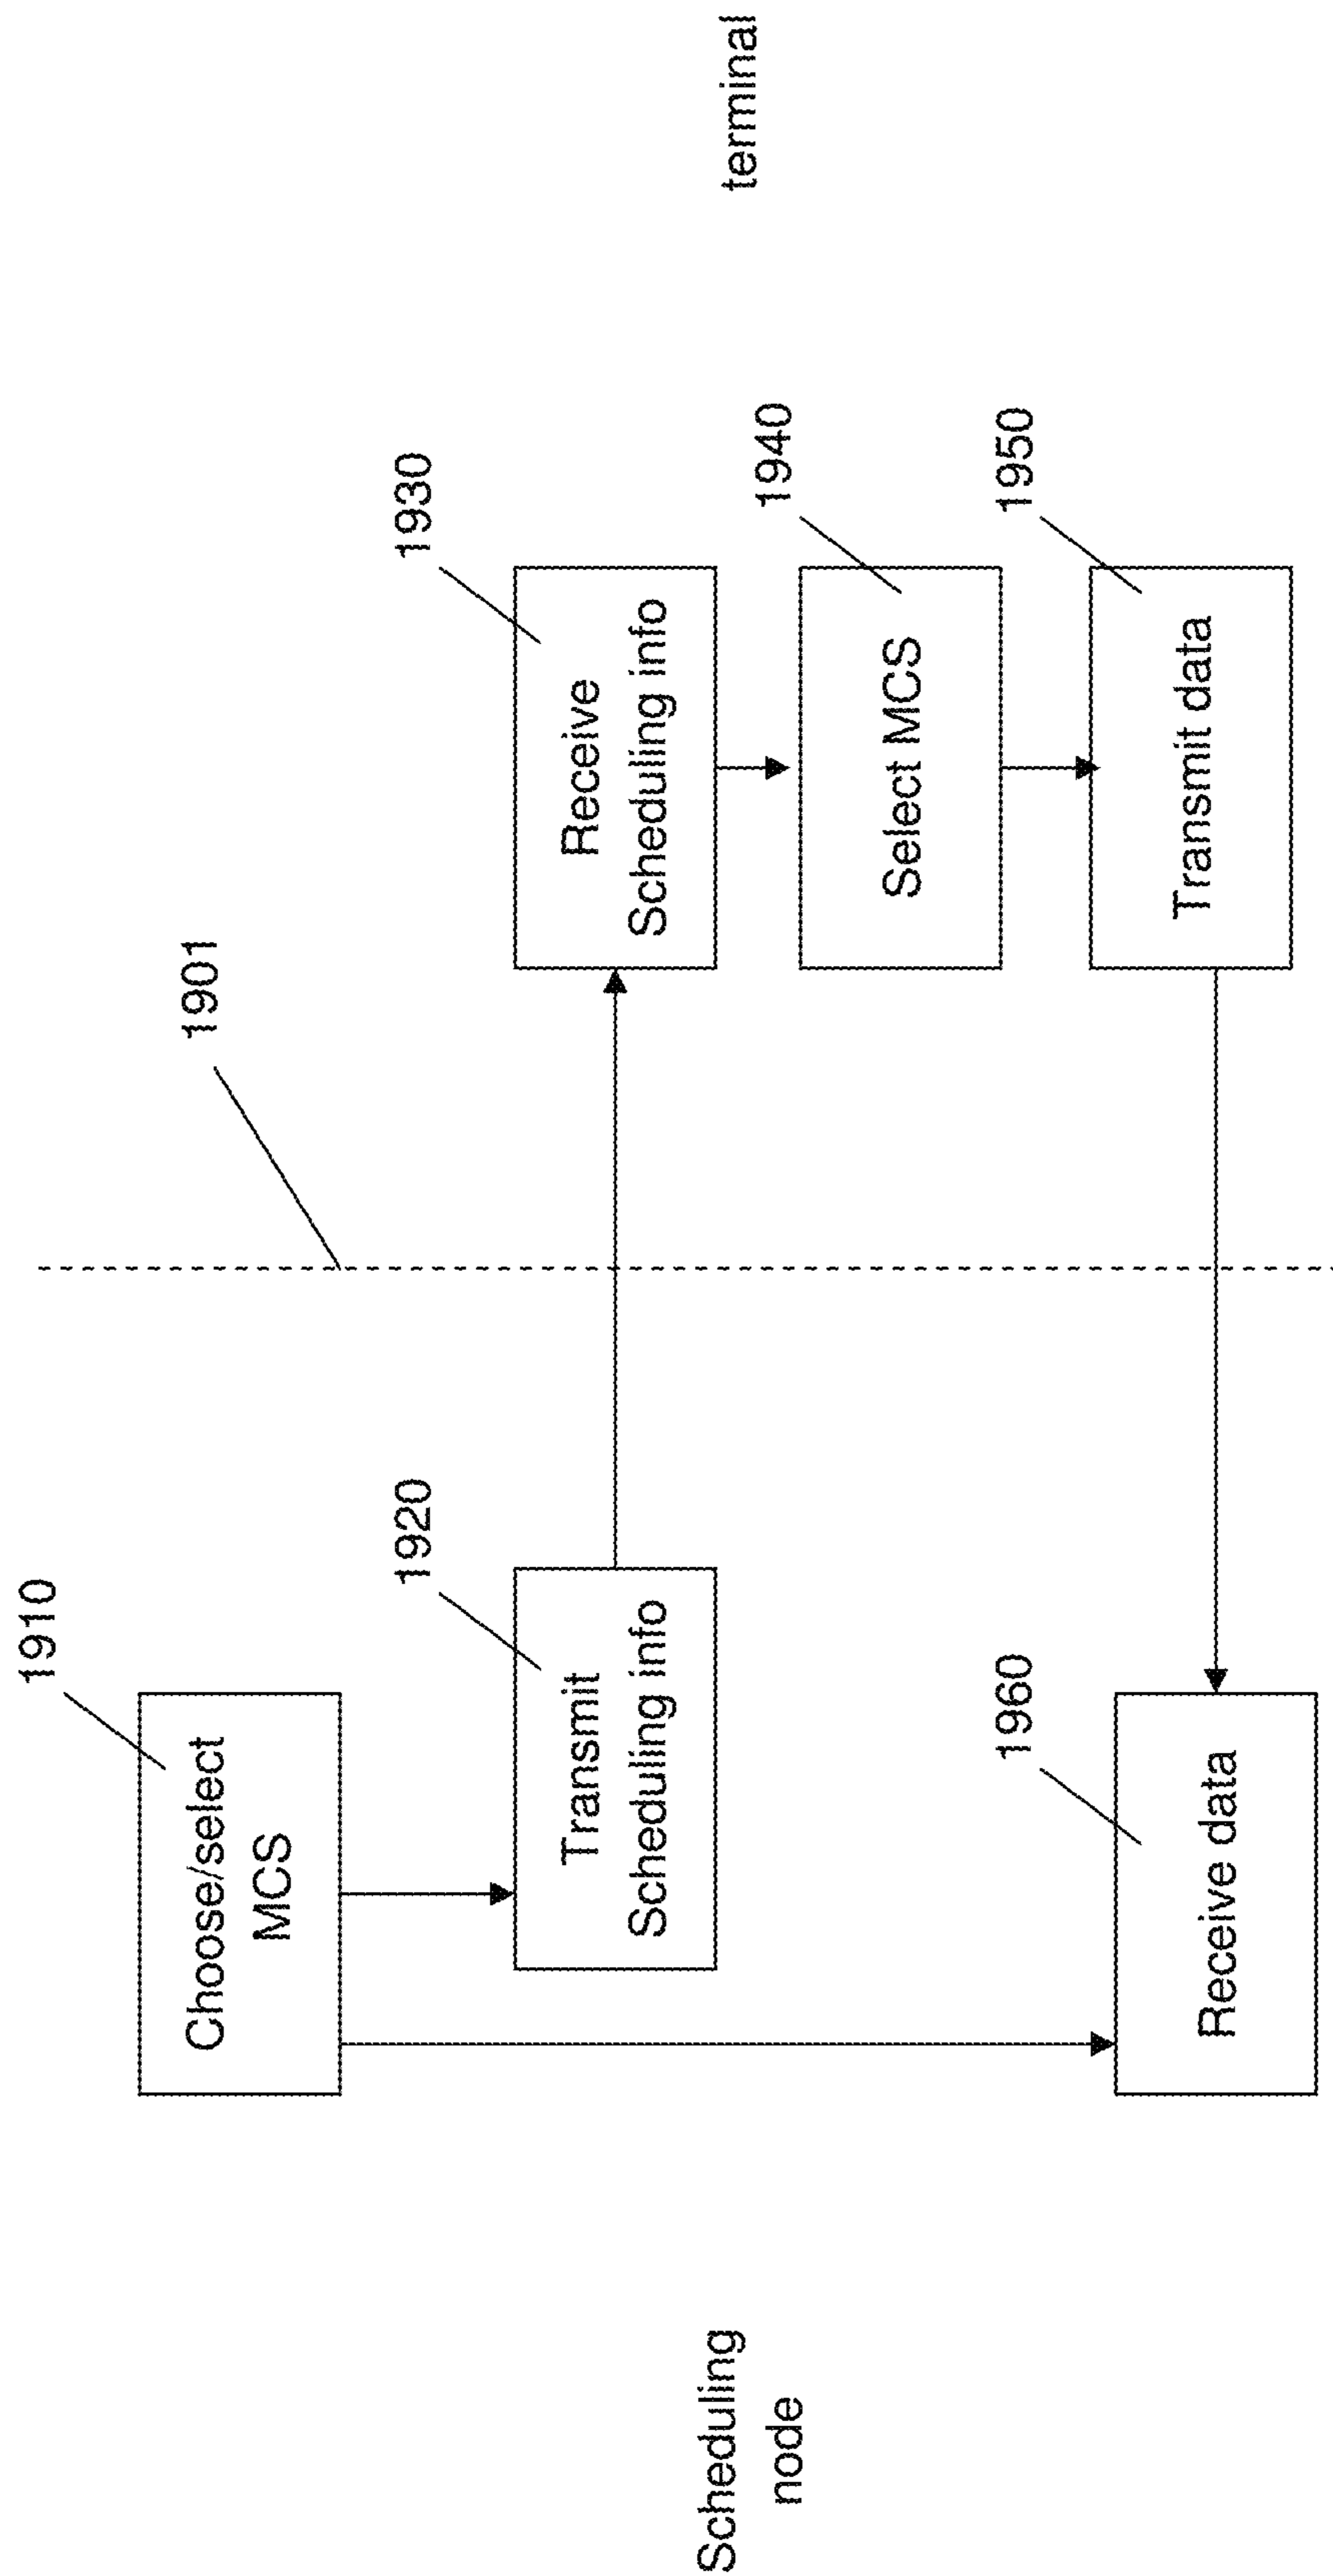 1910
Choose/select
MCS
1920
Transmit
Scheduling info
1901
1930
Receive
Scheduling info
terminal
1940
Select MCS
Scheduling
node
1950
Transmit data
1960
Receive data